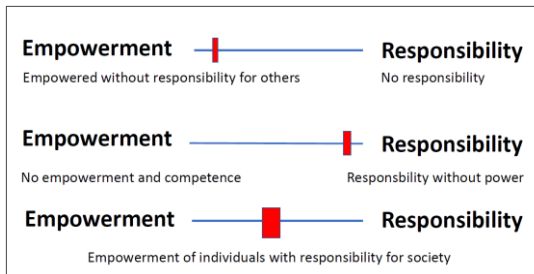 Empowerment Responsibility
Empowered without responsibility for others No responsibility
Empowerment Responsibility
No empowerment and competence Responsbility without power
Empowerment Responsibility
Empowerment of individuals with responsibility for society